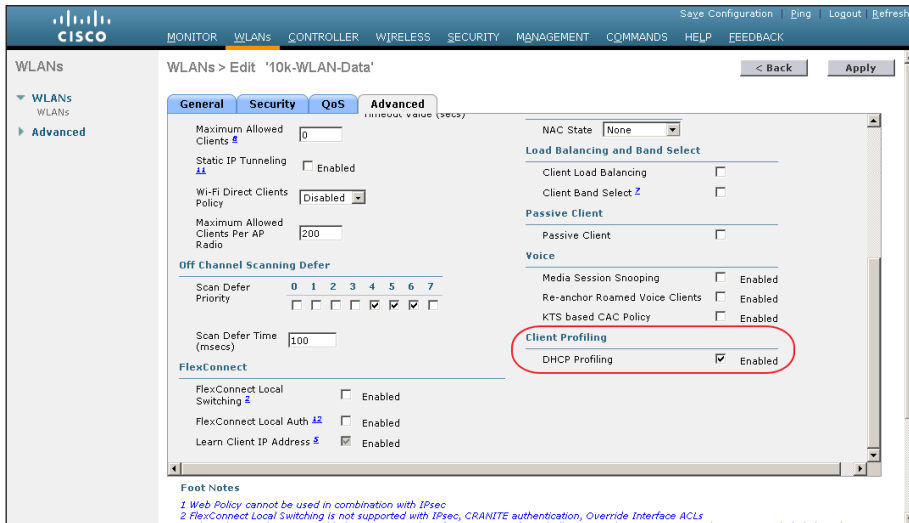 Save Configuration | Ping | Logout | Refresh
CISCO
MONITOR WLANs CONTROLLER WIRELESS SECURITY MANAGEMENT COMMANDS HELP FEEDBACK
WLANs
WLANs
WLANs
Advanced
WLANs > Edit '10k-WLAN-Data'
< Back
Apply
General Security QoS Advanced
Timeout Value (secs)
Maximum Allowed
Clients 8
0
Static IP Tunneling
11
Enabled
Wi-Fi Direct Clients
Policy
Disabled
Maximum Allowed
Clients Per AP
Radio
200
Off Channel Scanning Defer
Scan Defer
Priority
0 1 2 3 4 5 6 7
Scan Defer Time
(msecs)
100
FlexConnect
FlexConnect Local
Switching 2
Enabled
FlexConnect Local Auth 12
Enabled
Learn Client IP Address 5
Enabled
NAC State None
Load Balancing and Band Select
Client Load Balancing
Client Band Select 7
Passive Client
Passive Client
Voice
Media Session Snooping Enabled
Re-anchor Roamed Voice Clients Enabled
KTS based CAC Policy Enabled
Client Profiling
DHCP Profiling Enabled
Foot Notes
1 Web Policy cannot be used in combination with IPsec
2 FlexConnect Local Switching is not supported with IPsec, CRANITE authentication, Override Interface ACLs